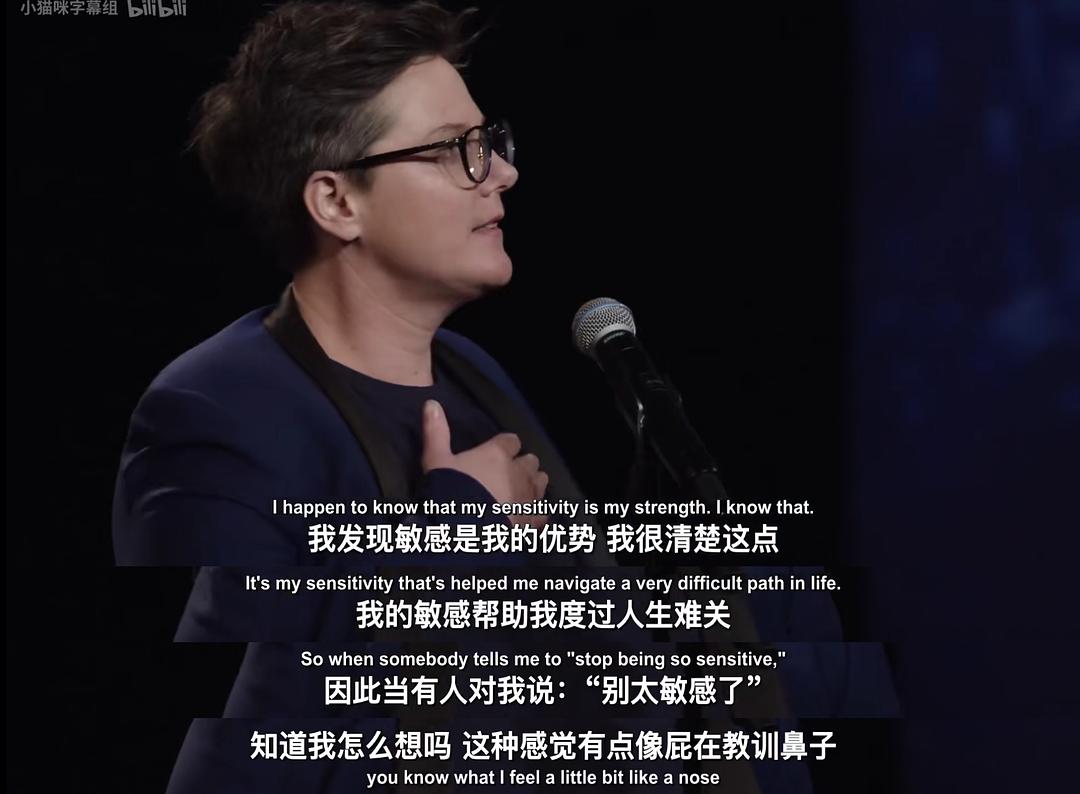 小猫咪字幕组 bilibili
I happen to know that my sensitivity is my strength. I know that.
我发现敏感是我的优势 我很清楚这点
It's my sensitivity that's helped me navigate a very difficult path in life.
我的敏感帮助我度过人生难关
So when somebody tells me to "stop being so sensitive,"
因此当有人对我说：“别太敏感了”
知道我怎么想吗 这种感觉有点像屁在教训鼻子
you know what I feel a little bit like a nose